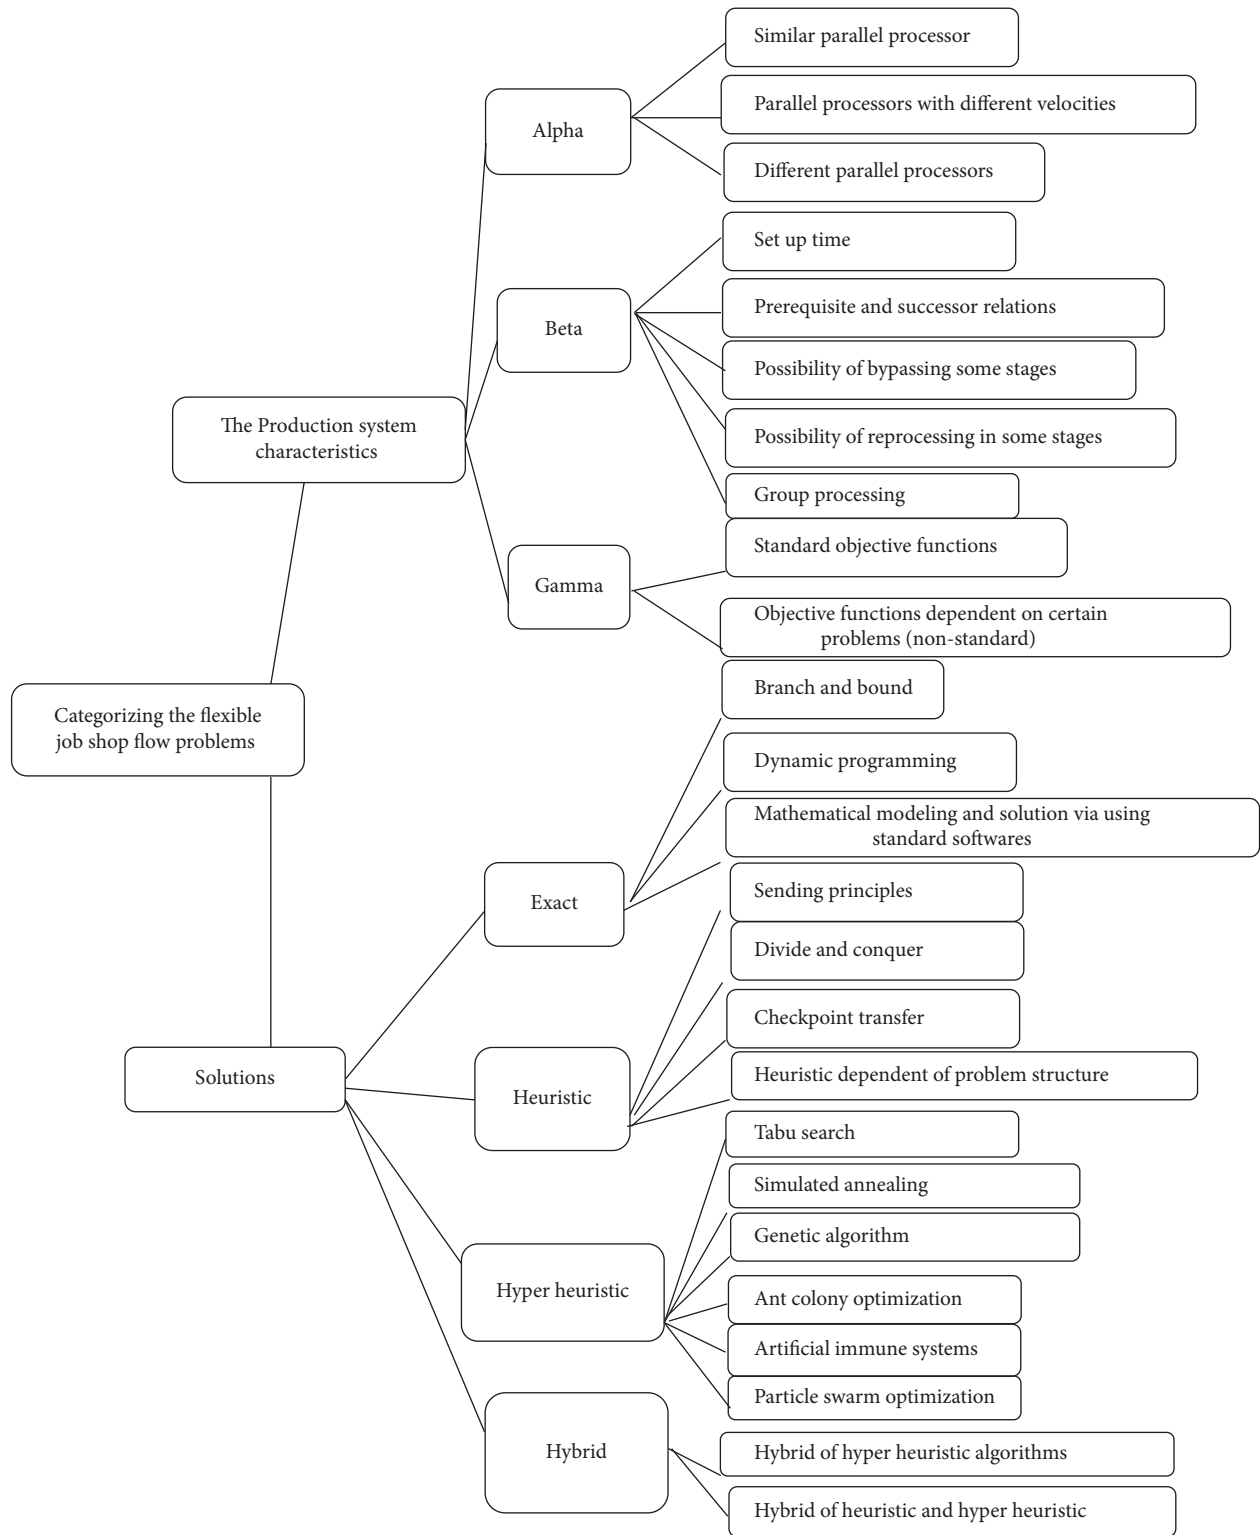 Similar parallel processor
Parallel processors with different velocities
Alpha
Different parallel processors
Set up time
Prerequisite and successor relations
Beta
Possibility of bypassing some stages
The Production system
characteristics
Possibility of reprocessing in some stages
Group processing
Standard objective functions
Gamma
Objective functions dependent on certain
problems (non-standard)
Branch and bound
Categorizing the flexible
job shop flow problems
Dynamic programming
Mathematical modeling and solution via using
standard softwares
Exact
Sending principles
Divide and conquer
Checkpoint transfer
Solutions
Heuristic dependent of problem structure
Heuristic
Tabu search
Simulated annealing
Genetic algorithm
Hyper heuristic
Ant colony optimization
Artificial immune systems
Particle swarm optimization
Hybrid
Hybrid of hyper heuristic algorithms
Hybrid of heuristic and hyper heuristic